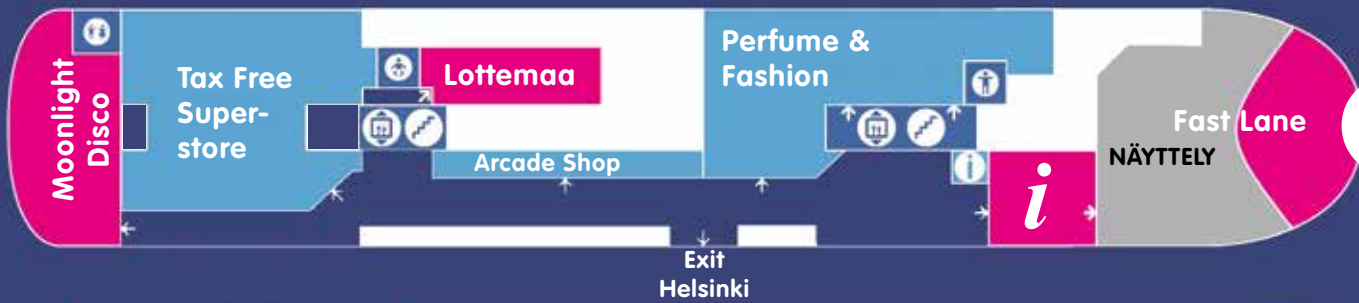 Moonlight
Disco
Tax Free
Super-
store
Lottemaa
Arcade Shop
Perfume &
Fashion
i
i
NÄYTTELY
Fast Lane
Exit
Helsinki